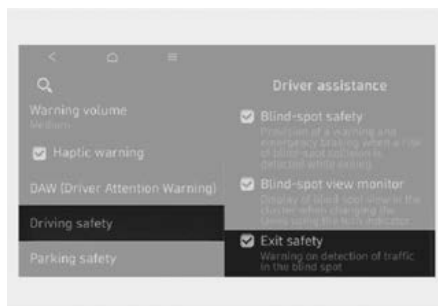 Warning volume
Medium
Haptic warning
DAW (Driver Attention Warning)
Driving safety
Parking safety
Driver assistance
Blind-spot safety
Provision of a warning and
emergency braking when a risk
of blind-spot collision is
detected while exiting
Blind-spot view monitor
Display of blind-spot view in the
cluster when changing the
lanes using the turn indicator
Exit safety
Warning on detection of traffic
in the blind spot